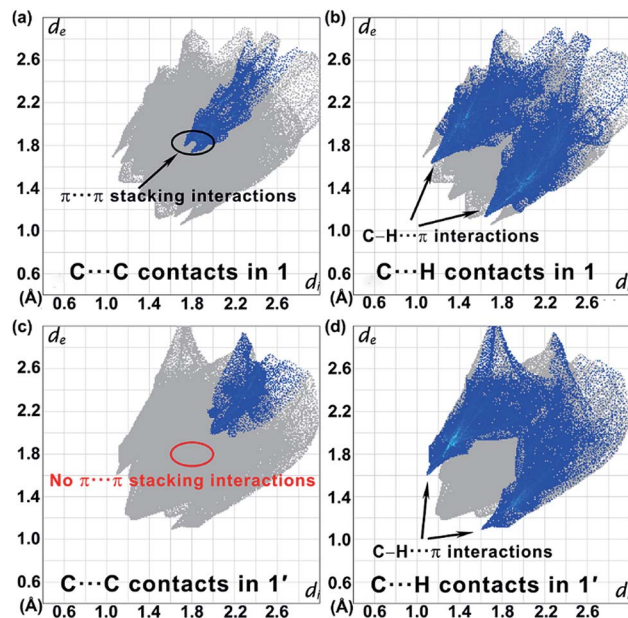 (a) de
2.6
2.2
1.8
1.4
1.0
0.6
(Å)
π···π stacking interactions
C···C contacts in 1
di
0.6 1.0 1.4 1.8 2.2 2.6
(b) de
2.6
2.2
1.8
1.4
1.0
0.6
(Å)
C–H···π interactions
C···H contacts in 1
0.6 1.0 1.4 1.8 2.2 2.6
(c) de
2.6
2.2
1.8
1.4
1.0
0.6
(Å)
No π···π stacking interactions
C···C contacts in 1′
di
0.6 1.0 1.4 1.8 2.2 2.6
(d) de
2.6
2.2
1.8
1.4
1.0
0.6
(Å)
C–H···π interactions
C···H contacts in 1′
0.6 1.0 1.4 1.8 2.2 2.6